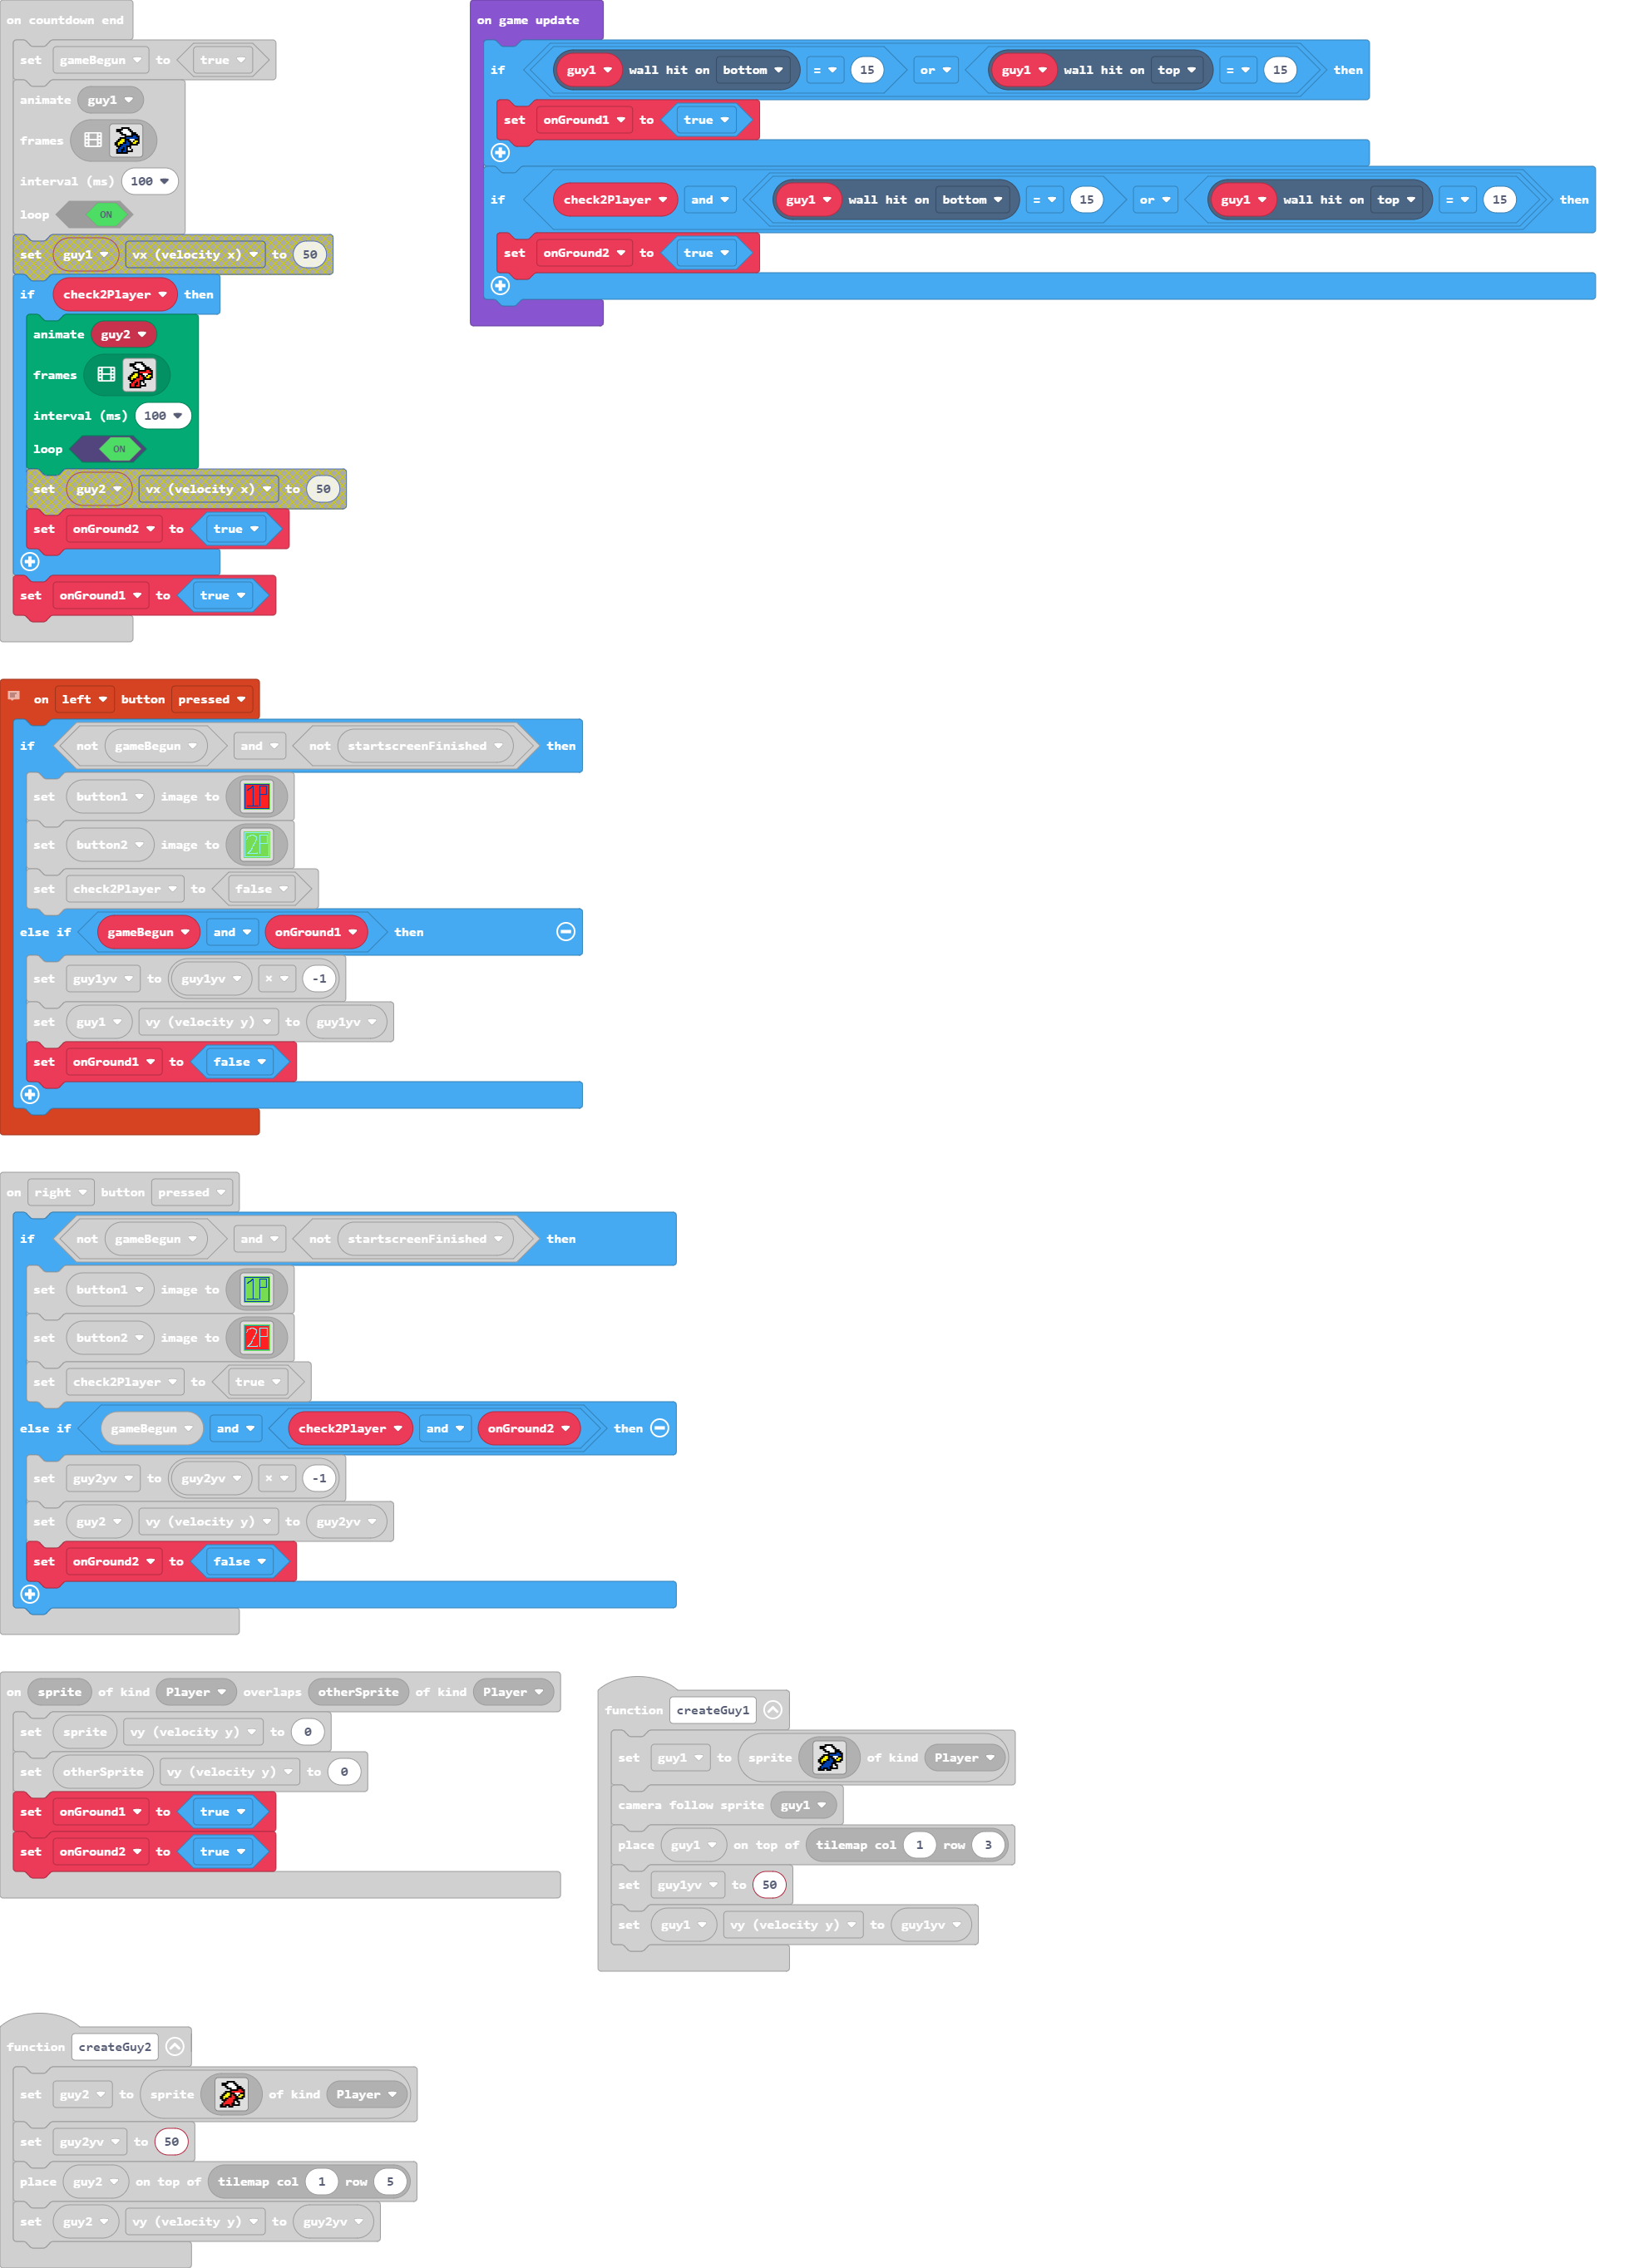 on countdown end
set gameBegun to true
animate guy1
frames
interval (ms) 100
loop ON
set guy1 vx (velocity x) to 50
if check2Player then
animate guy2
frames
interval (ms) 100
loop ON
set guy2 vx (velocity x) to 50
set onGround2 to true
set onGround1 to true
on game update
if guy1 wall hit on bottom = 15 or guy1 wall hit on top = 15 then
set onGround1 to true
if check2Player and guy1 wall hit on bottom = 15 or guy1 wall hit on top = 15 then
set onGround2 to true
on left button pressed
if not gameBegun and not startscreenFinished then
set button1 image to 1P
set button2 image to 2P
set check2Player to false
else if gameBegun and onGround1 then
set guy1yv to guy1yv × -1
set guy1 vy (velocity y) to guy1yv
set onGround1 to false
on right button pressed
if not gameBegun and not startscreenFinished then
set button1 image to 1P
set button2 image to 2P
set check2Player to true
else if gameBegun and check2Player and onGround2 then
set guy2yv to guy2yv × -1
set guy2 vy (velocity y) to guy2yv
set onGround2 to false
on sprite of kind Player overlaps otherSprite of kind Player
set sprite vy (velocity y) to 0
set otherSprite vy (velocity y) to 0
set onGround1 to true
set onGround2 to true
function createGuy1
set guy1 to sprite of kind Player
camera follow sprite guy1
place guy1 on top of tilemap col 1 row 3
set guy1yv to 50
set guy1 vy (velocity y) to guy1yv
function createGuy2
set guy2 to sprite of kind Player
set guy2yv to 50
place guy2 on top of tilemap col 1 row 5
set guy2 vy (velocity y) to guy2yv